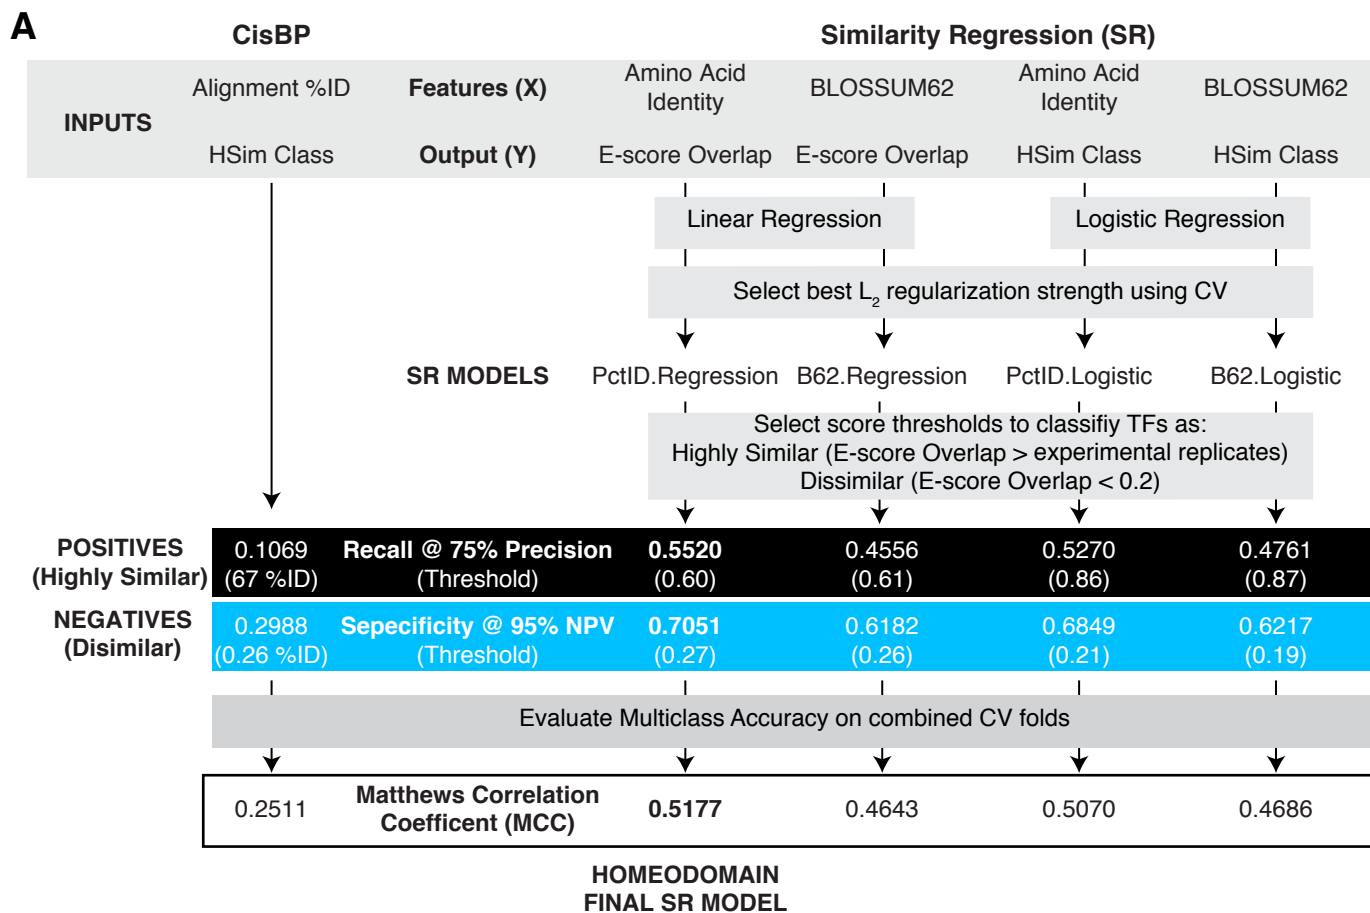 A
CisBP
Similarity Regression (SR)
INPUTS
Alignment %ID
Features (X)
Amino Acid
Identity
BLOSSUM62
Amino Acid
Identity
BLOSSUM62
HSim Class
Output (Y)
E-score Overlap
E-score Overlap
HSim Class
HSim Class
Linear Regression
Logistic Regression
Select best L2 regularization strength using CV
SR MODELS
PctID.Regression
B62.Regression
PctID.Logistic
B62.Logistic
Select score thresholds to classifiy TFs as:
Highly Similar (E-score Overlap > experimental replicates)
Dissimilar (E-score Overlap < 0.2)
POSITIVES
(Highly Similar)
0.1069
(67 %ID)
Recall @ 75% Precision
(Threshold)
0.5520
(0.60)
0.4556
(0.61)
0.5270
(0.86)
0.4761
(0.87)
NEGATIVES
(Disimilar)
0.2988
(0.26 %ID)
Sepecificity @ 95% NPV
(Threshold)
0.7051
(0.27)
0.6182
(0.26)
0.6849
(0.21)
0.6217
(0.19)
Evaluate Multiclass Accuracy on combined CV folds
0.2511
Matthews Correlation
Coefficent (MCC)
0.5177
0.4643
0.5070
0.4686
HOMEODOMAIN
FINAL SR MODEL